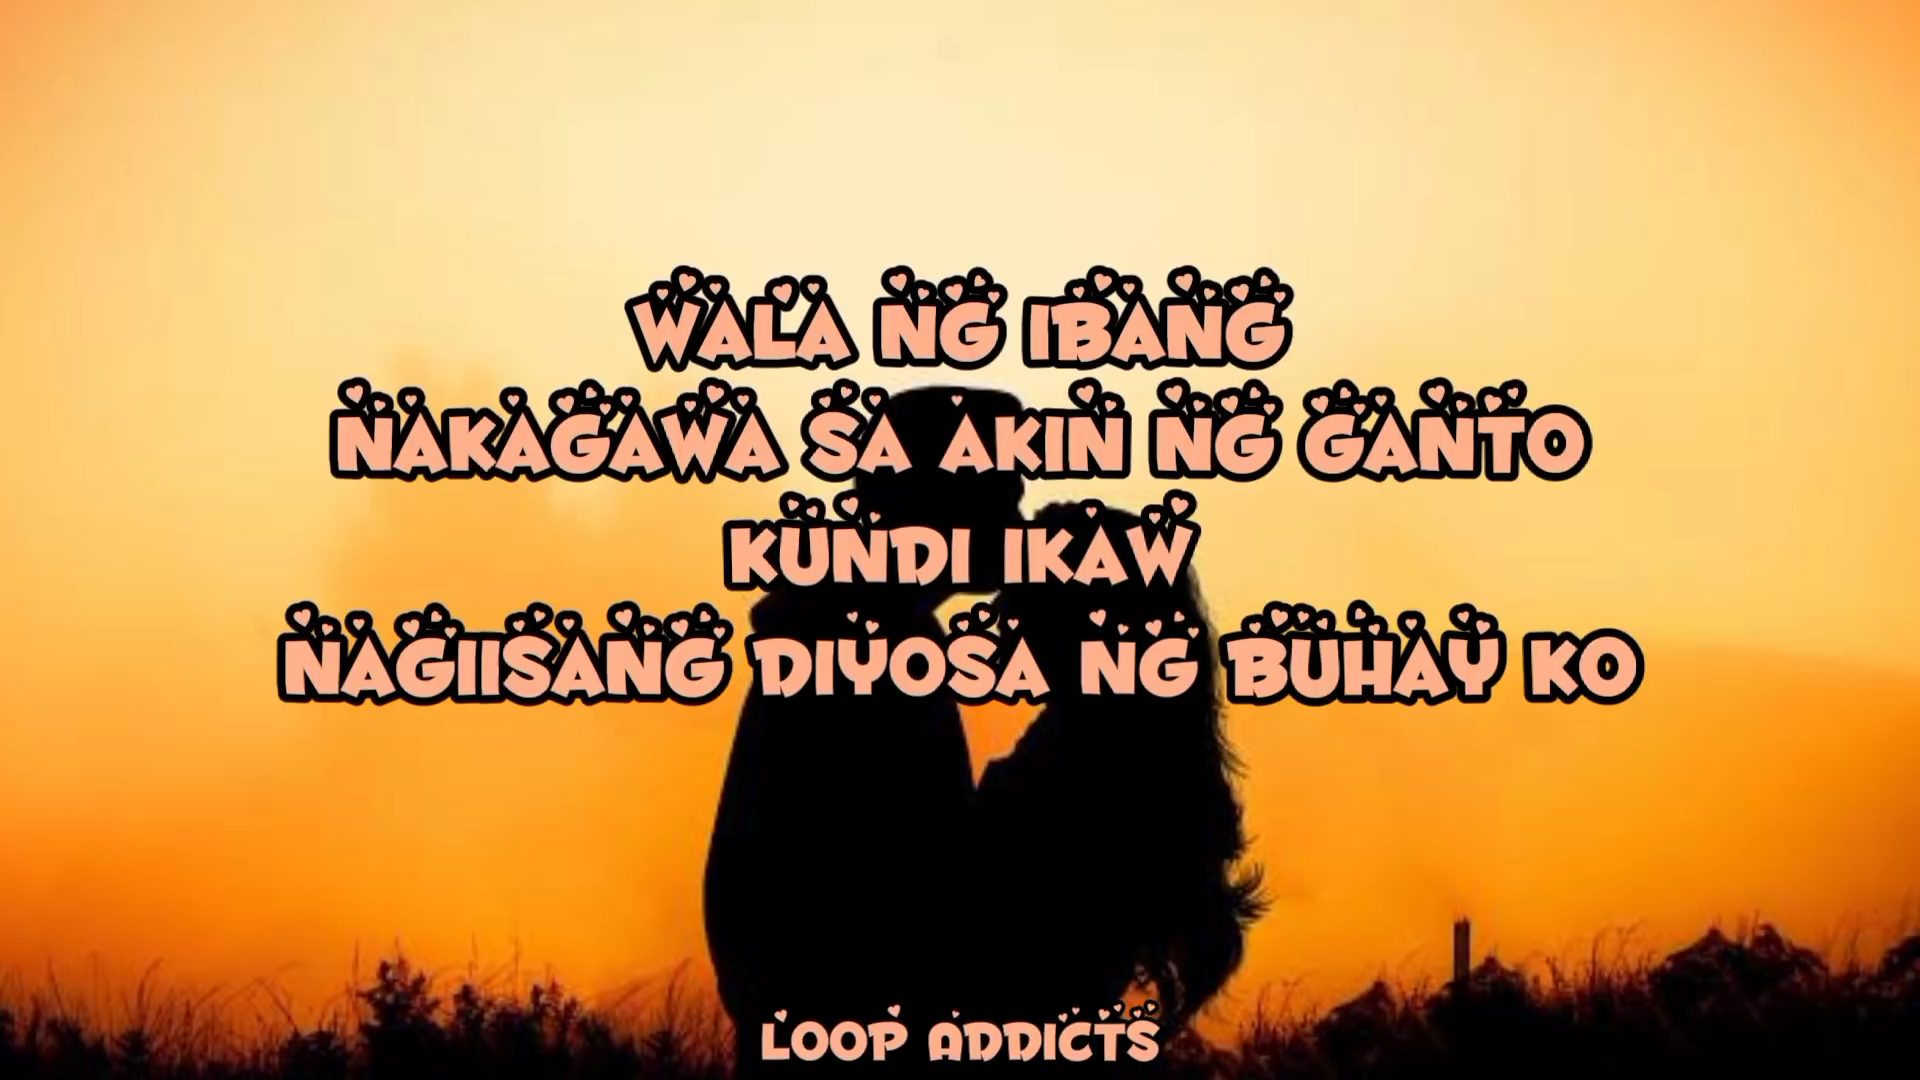 WALA NG IBANG
NAKAGAWA SA AKIN NG GANTO
KUNDI IKAW
NAGIISANG DIYOSA NG BUHAY KO
LOOP ADDICTS